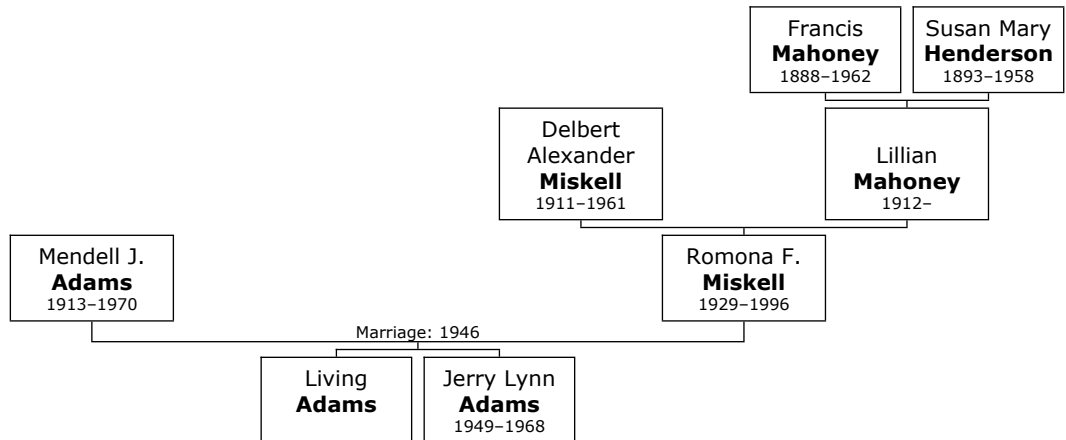 Francis
Mahoney
1888–1962
Susan Mary
Henderson
1893–1958
Delbert
Alexander
Miskell
1911–1961
Lillian
Mahoney
1912–
Mendell J.
Adams
1913–1970
Romona F.
Miskell
1929–1996
Marriage: 1946
Living
Adams
Jerry Lynn
Adams
1949–1968